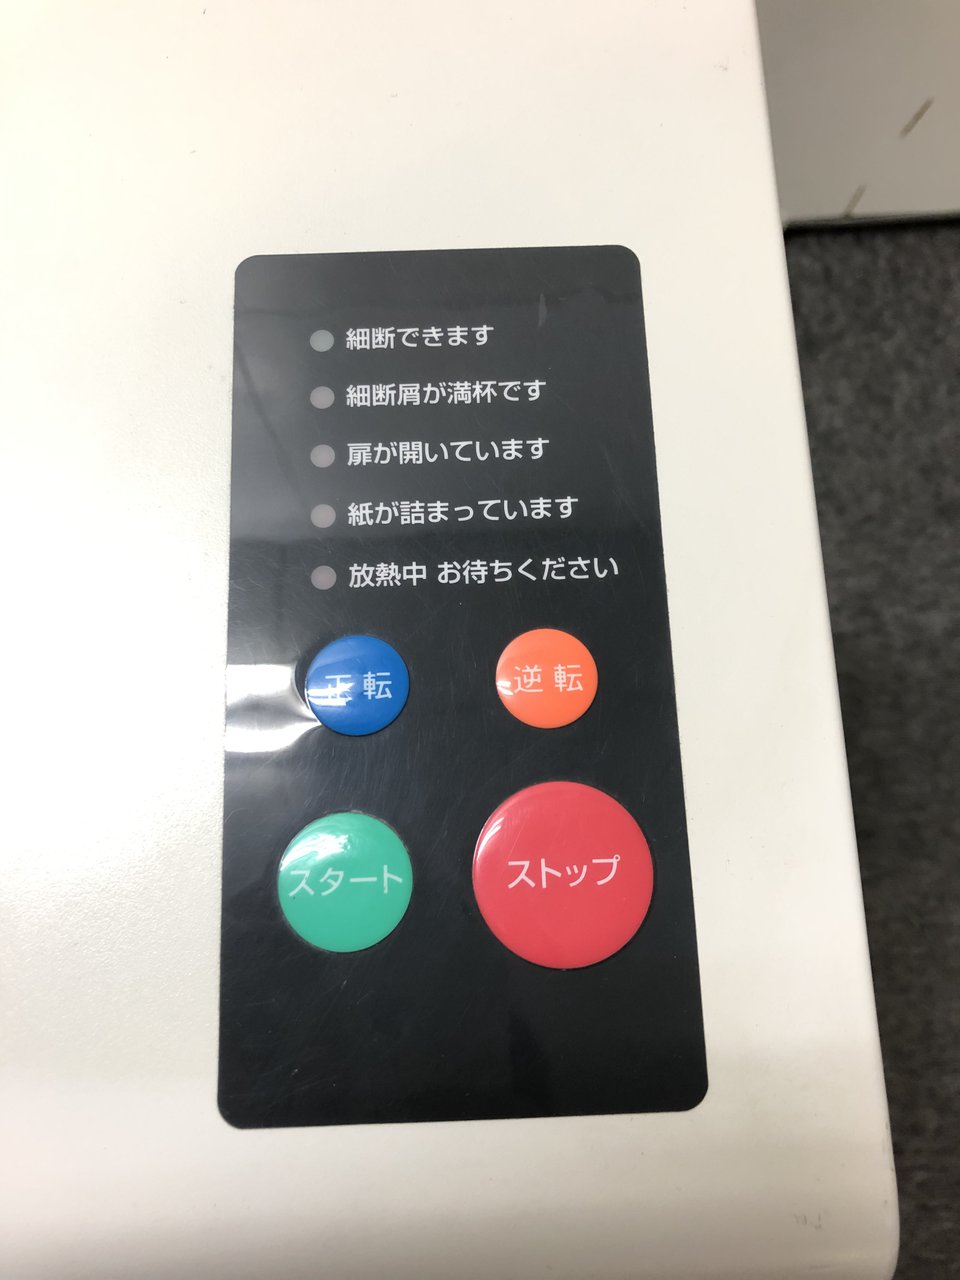 細断できます
細断屑が満杯です
扉が開いています
紙が詰まっています
放熱中 お待ちください
正転 逆転
スタート ストップ